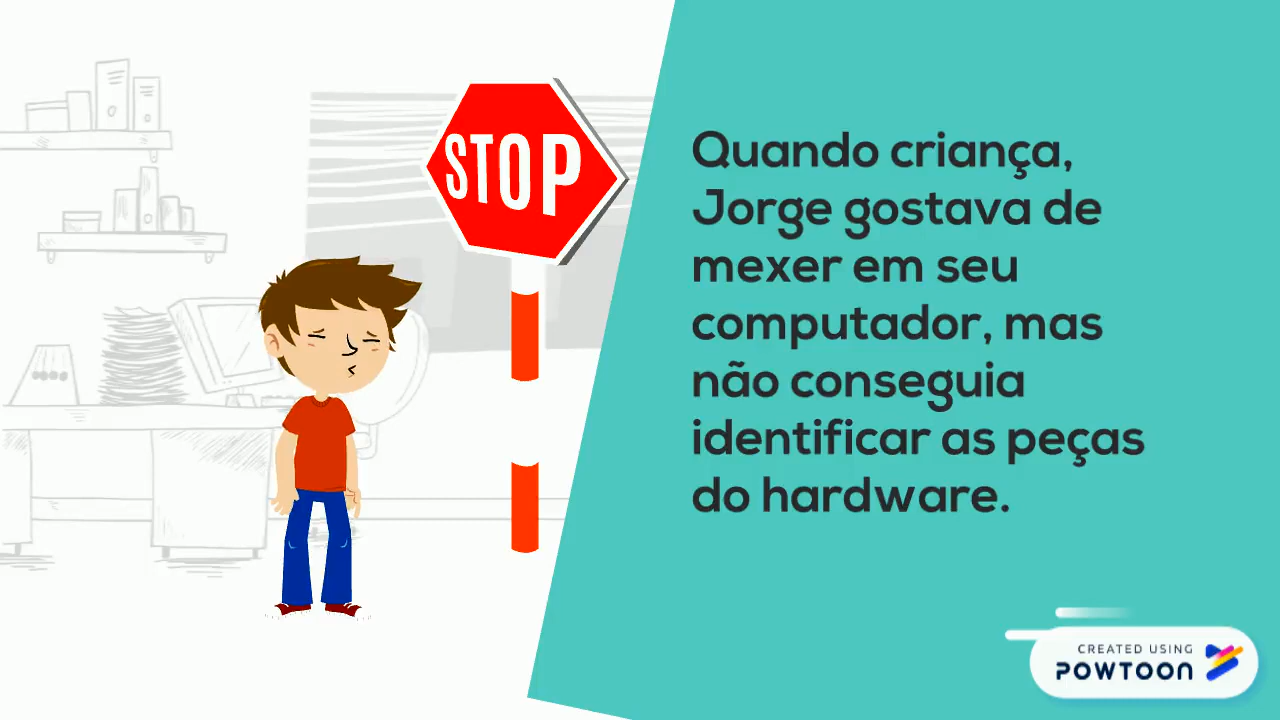 STOP
Quando criança,
Jorge gostava de
mexer em seu
computador, mas
não conseguia
identificar as peças
do hardware.
CREATED USING
POWTOON